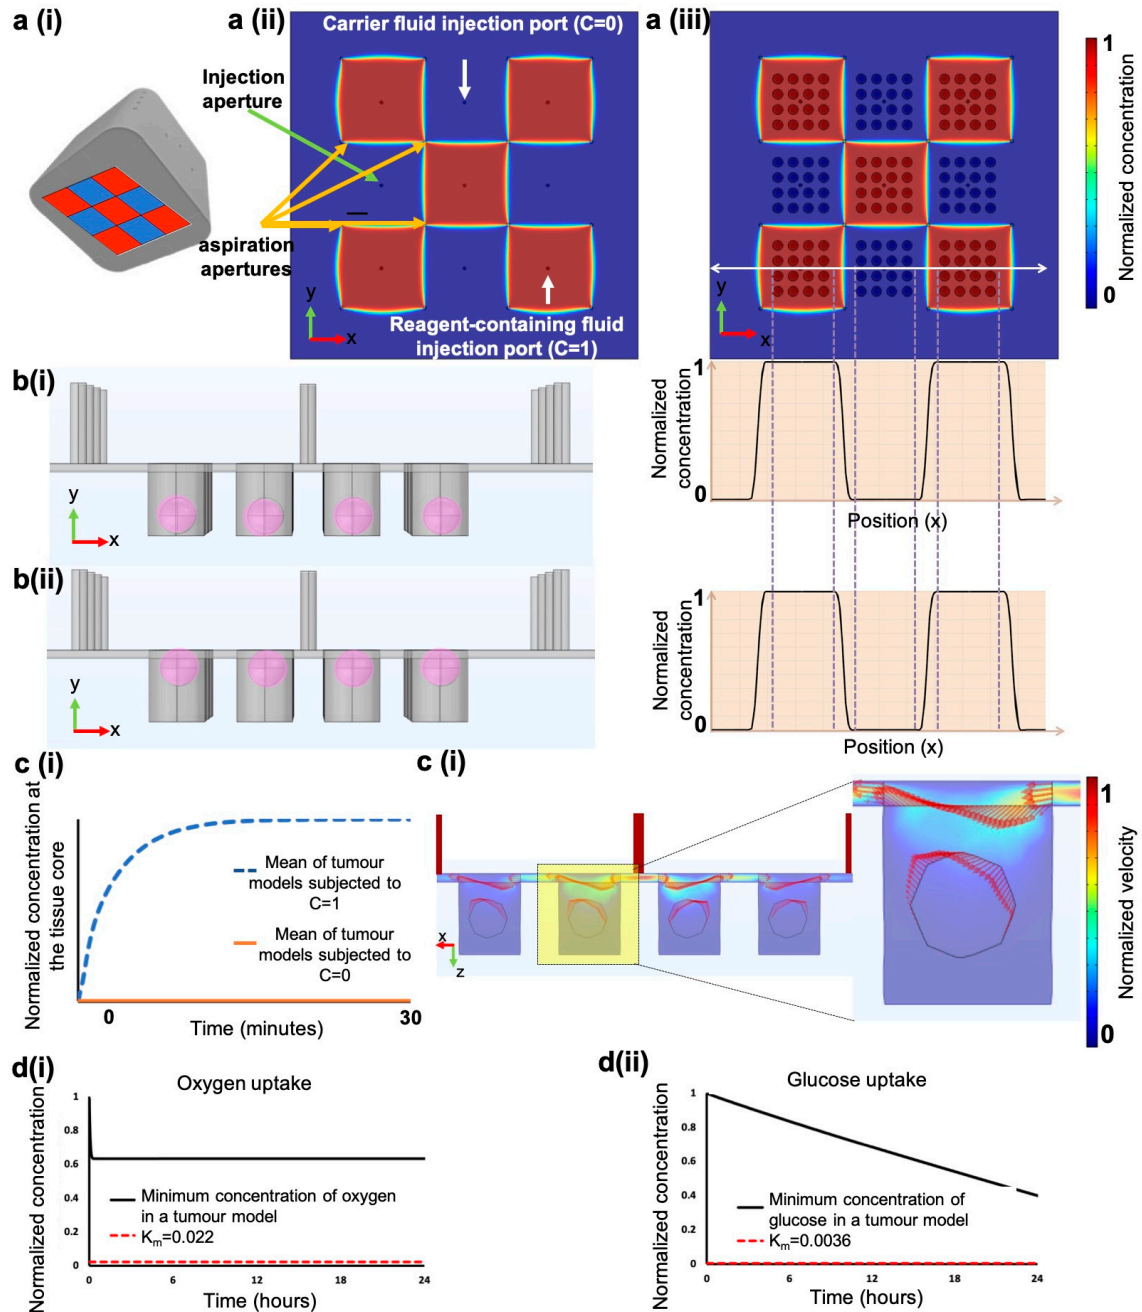 a (i)
a (ii)
Carrier fluid injection port (C=0)
Injection
aperture
aspiration
apertures
y
x
Reagent-containing fluid
injection port (C=1)
a (iii)
y
x
1
0
Normalized concentration
1
0
Normalized
concentration
Position (x)
1
0
Normalized
concentration
Position (x)
b(i)
y
x
b(ii)
y
x
c (i)
Normalized concentration at
the tissue core
Mean of tumour
models subjected to
C=1
Mean of tumour
models subjected to
C=0
0
30
Time (minutes)
c (i)
x
z
1
0
Normalized velocity
d(i)
Oxygen uptake
Normalized concentration
1
0.8
0.6
0.4
0.2
0
Minimum concentration of oxygen
in a tumour model
Km=0.022
0
6
12
18
24
Time (hours)
d(ii)
Glucose uptake
Normalized concentration
1
0.8
0.6
0.4
0.2
0
Minimum concentration of
glucose in a tumour model
Km=0.0036
0
6
12
18
24
Time (hours)